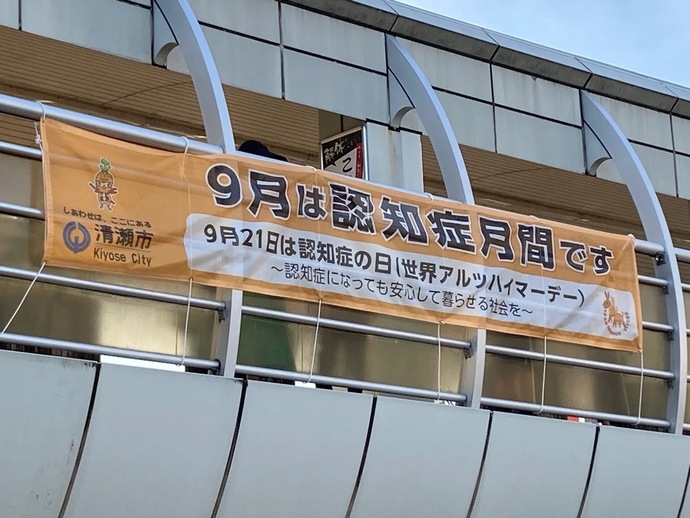 しあわせは、ここにある
清瀬市
Kiyose City
9月は認知症月間です
9月21日は認知症の日(世界アルツハイマーデー)
~認知症になっても安心して暮らせる社会を~